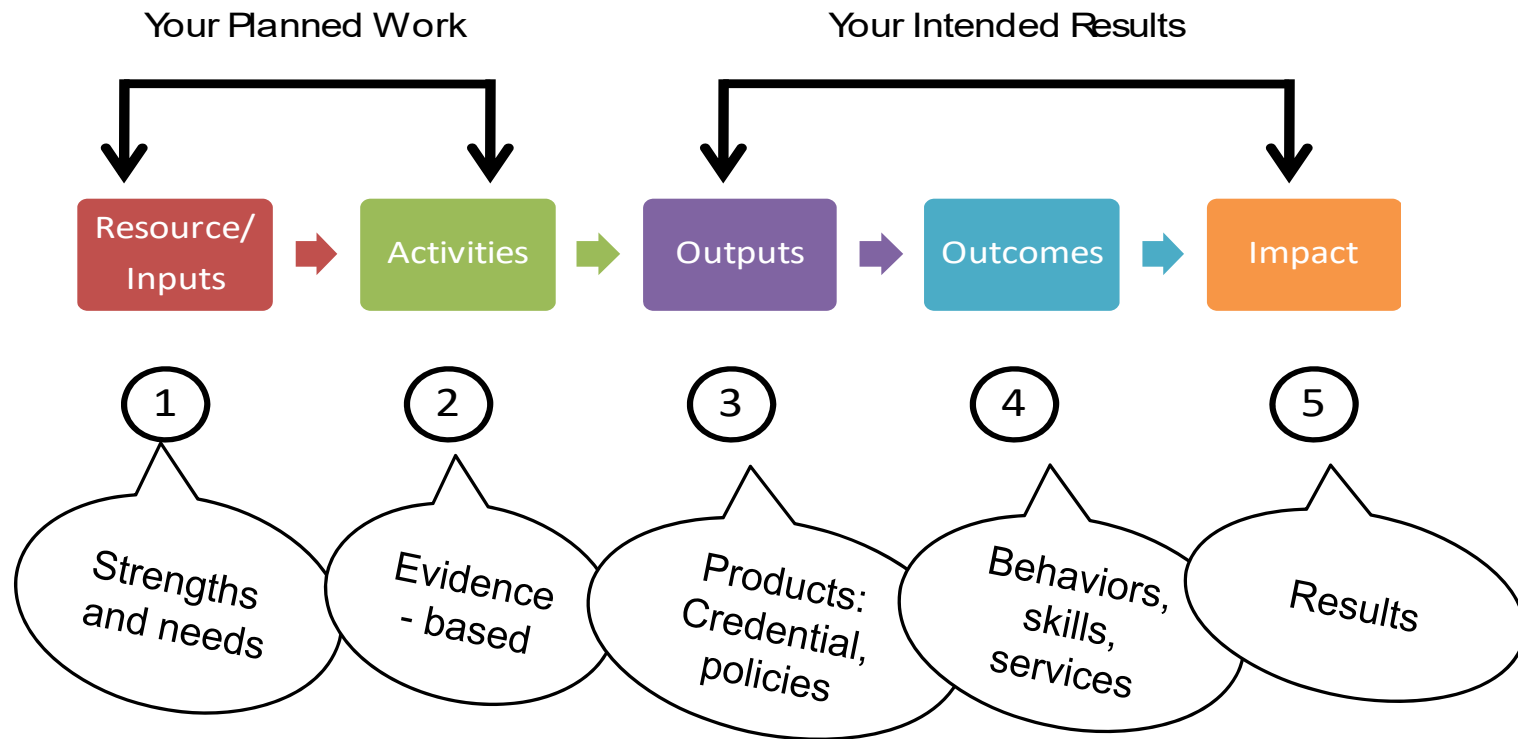 Your Planned Work
Your Intended Results
Resource/
Inputs
Activities
Outputs
Outcomes
Impact
1
2
3
4
5
Strengths
and needs
Evidence
- based
Products:
Credential,
policies
Behaviors,
skills,
services
Results